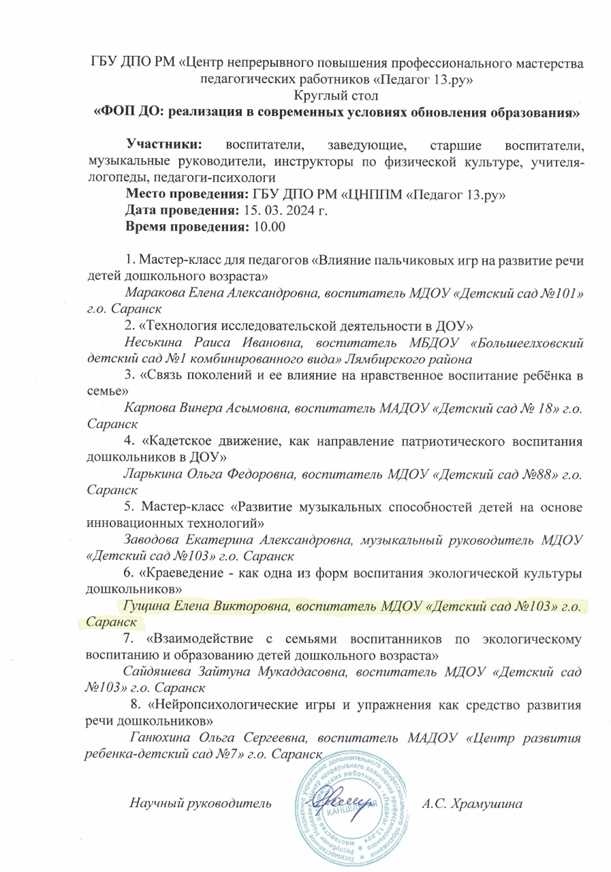 ГБУ ДПО РМ «Центр непрерывного повышения профессионального мастерства
педагогических работников «Педагог 13.ру»
Круглый стол
«ФОП ДО: реализация в современных условиях обновления образования»
Участники: воспитатели, заведующие, старшие воспитатели,
музыкальные руководители, инструкторы по физической культуре, учителя-
логопеды, педагоги-психологи
Место проведения: ГБУ ДПО РМ «ЦНППМ «Педагог 13.ру»
Дата проведения: 15. 03. 2024 г.
Время проведения: 10.00
1. Мастер-класс для педагогов «Влияние пальчиковых игр на развитие речи
детей дошкольного возраста»
Маракова Елена Александровна, воспитатель МДОУ «Детский сад №101»
г.о. Саранск
2. «Технология исследовательской деятельности в ДОУ»
Неськина Раиса Ивановна, воспитатель МБДОУ «Большеелховский
детский сад №1 комбинированного вида» Лямбирского района
3. «Связь поколений и ее влияние на нравственное воспитание ребёнка в
семье»
Карпова Винера Асымовна, воспитатель МАДОУ «Детский сад № 18» г.о.
Саранск
4. «Кадетское движение, как направление патриотического воспитания
дошкольников в ДОУ»
Ларькина Ольга Федоровна, воспитатель МДОУ «Детский сад №88» г.о.
Саранск
5. Мастер-класс «Развитие музыкальных способностей детей на основе
инновационных технологий»
Заводова Екатерина Александровна, музыкальный руководитель МДОУ
«Детский сад №103» г.о. Саранск
6. «Краеведение - как одна из форм воспитания экологической культуры
дошкольников»
Гущина Елена Викторовна, воспитатель МДОУ «Детский сад №103» г.о.
Саранск
7. «Взаимодействие с семьями воспитанников по экологическому
воспитанию и образованию детей дошкольного возраста»
Сайдяшева Зайтуна Мукаддасовна, воспитатель МДОУ «Детский сад
№103» г.о. Саранск
8. «Нейропсихологические игры и упражнения как средство развития
речи дошкольников»
Ганюхина Ольга Сергеевна, воспитатель МАДОУ «Центр развития
ребенка-детский сад №7» г.о. Саранск
Научный руководитель
А.С. Храмушина
КАНЦЕЛЯРИЯ